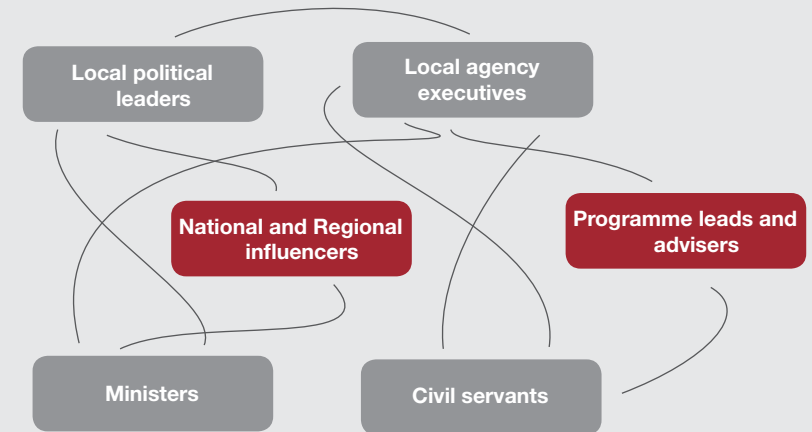 Local political
leaders
Local agency
executives
National and Regional
influencers
Programme leads and
advisers
Ministers
Civil servants